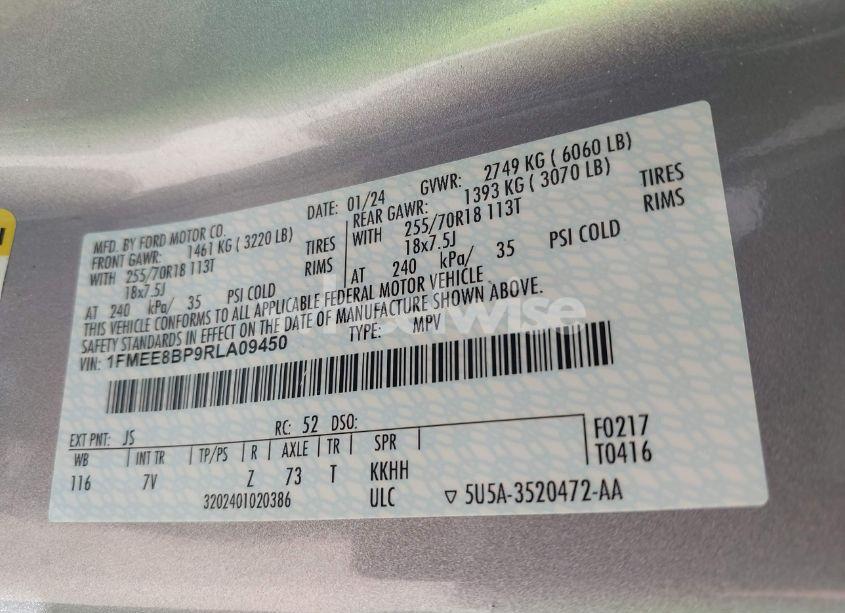 MFD. BY FORD MOTOR CO.
DATE: 01/24 GVWR: 2749 KG ( 6060 LB)
FRONT GAWR: 1461 KG ( 3220 LB)
WITH 255/70R18 113T TIRES
18x7.5J RIMS
AT 240 kPa/ 35 PSI COLD
REAR GAWR: 1393 KG ( 3070 LB)
WITH 255/70R18 113T TIRES
18x7.5J RIMS
AT 240 kPa/ 35 PSI COLD
THIS VEHICLE CONFORMS TO ALL APPLICABLE FEDERAL MOTOR VEHICLE
SAFETY STANDARDS IN EFFECT ON THE DATE OF MANUFACTURE SHOWN ABOVE.
VIN: 1FMEE8BP9RLA09450 TYPE: MPV
EXT PNT: JS RC: 52 DSO: F0217
WB INT TR TP/PS R AXLE TR SPR T0416
116 7V Z 73 T KKHH
3202401020386 ULC ▽ 5U5A-3520472-AA